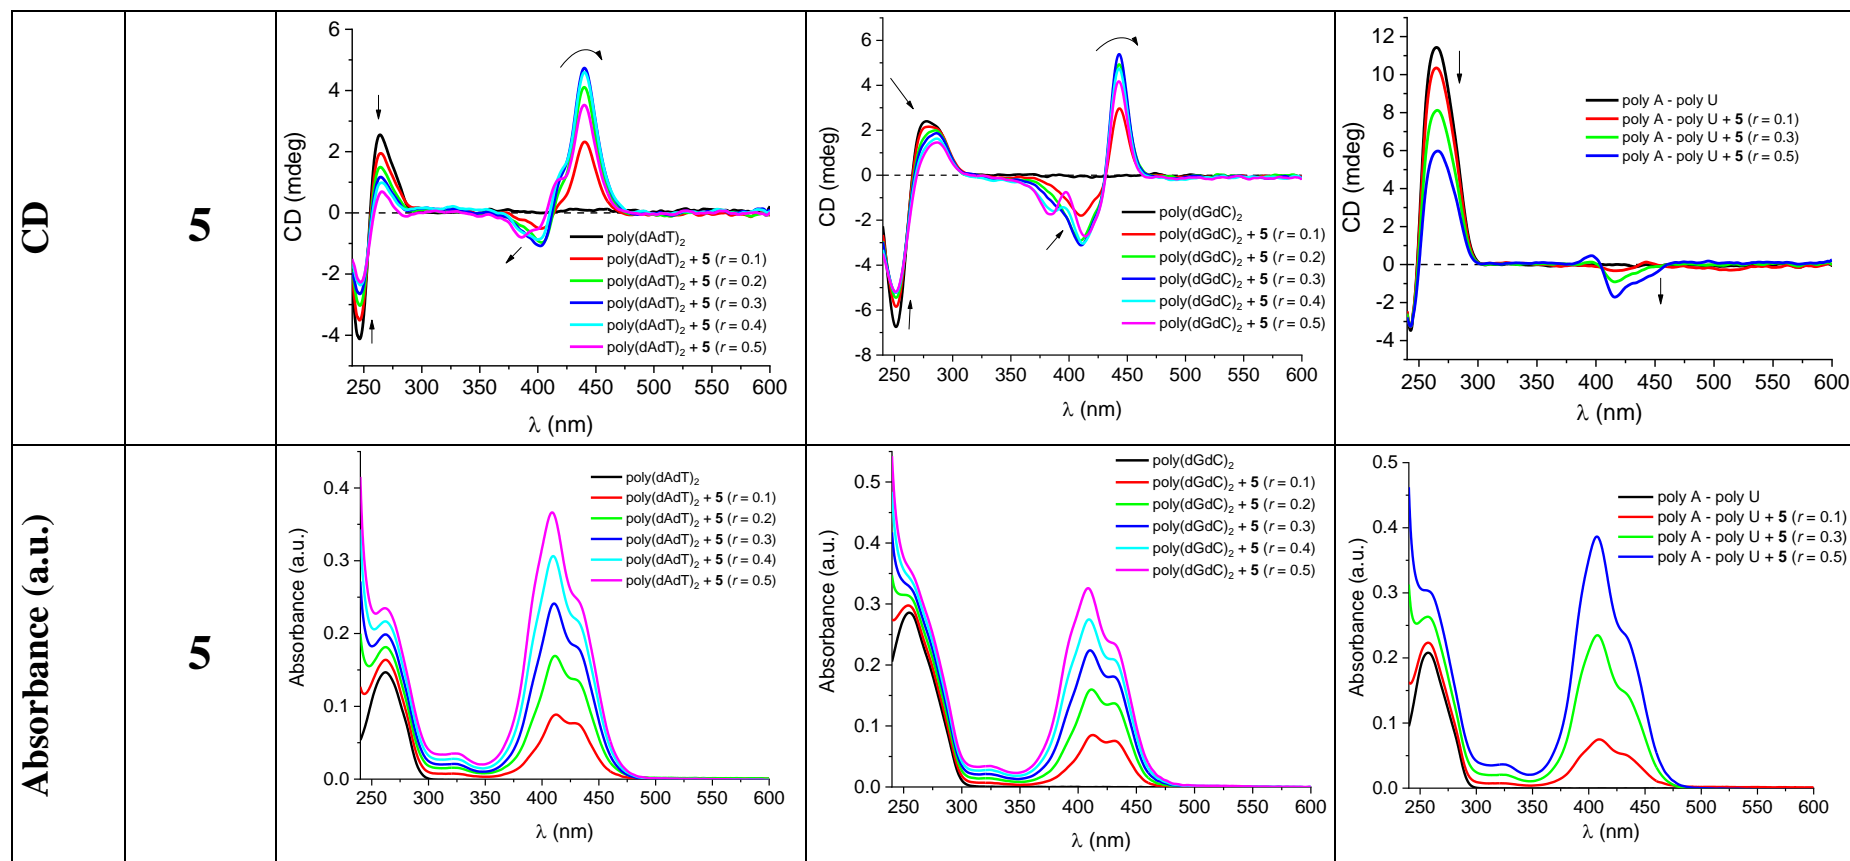 CD
5
CD (mdeg)
6
4
2
0
-2
-4
250 300 350 400 450 500 550 600
λ (nm)
poly(dAdT)2
poly(dAdT)2 + 5 (r = 0.1)
poly(dAdT)2 + 5 (r = 0.2)
poly(dAdT)2 + 5 (r = 0.3)
poly(dAdT)2 + 5 (r = 0.4)
poly(dAdT)2 + 5 (r = 0.5)
CD (mdeg)
6
4
2
0
-2
-4
-6
-8
250 300 350 400 450 500 550 600
λ (nm)
poly(dGdC)2
poly(dGdC)2 + 5 (r = 0.1)
poly(dGdC)2 + 5 (r = 0.2)
poly(dGdC)2 + 5 (r = 0.3)
poly(dGdC)2 + 5 (r = 0.4)
poly(dGdC)2 + 5 (r = 0.5)
CD (mdeg)
12
10
8
6
4
2
0
-2
-4
250 300 350 400 450 500 550 600
λ (nm)
poly A - poly U
poly A - poly U + 5 (r = 0.1)
poly A - poly U + 5 (r = 0.3)
poly A - poly U + 5 (r = 0.5)
Absorbance (a.u.)
5
Absorbance (a.u.)
0.4
0.3
0.2
0.1
0.0
250 300 350 400 450 500 550 600
λ (nm)
poly(dAdT)2
poly(dAdT)2 + 5 (r = 0.1)
poly(dAdT)2 + 5 (r = 0.2)
poly(dAdT)2 + 5 (r = 0.3)
poly(dAdT)2 + 5 (r = 0.4)
poly(dAdT)2 + 5 (r = 0.5)
Absorbance (a.u.)
0.5
0.4
0.3
0.2
0.1
0.0
250 300 350 400 450 500 550 600
λ (nm)
poly(dGdC)2
poly(dGdC)2 + 5 (r = 0.1)
poly(dGdC)2 + 5 (r = 0.2)
poly(dGdC)2 + 5 (r = 0.3)
poly(dGdC)2 + 5 (r = 0.4)
poly(dGdC)2 + 5 (r = 0.5)
Absorbance (a.u.)
0.5
0.4
0.3
0.2
0.1
0.0
250 300 350 400 450 500 550 600
λ (nm)
poly A - poly U
poly A - poly U + 5 (r = 0.1)
poly A - poly U + 5 (r = 0.3)
poly A - poly U + 5 (r = 0.5)